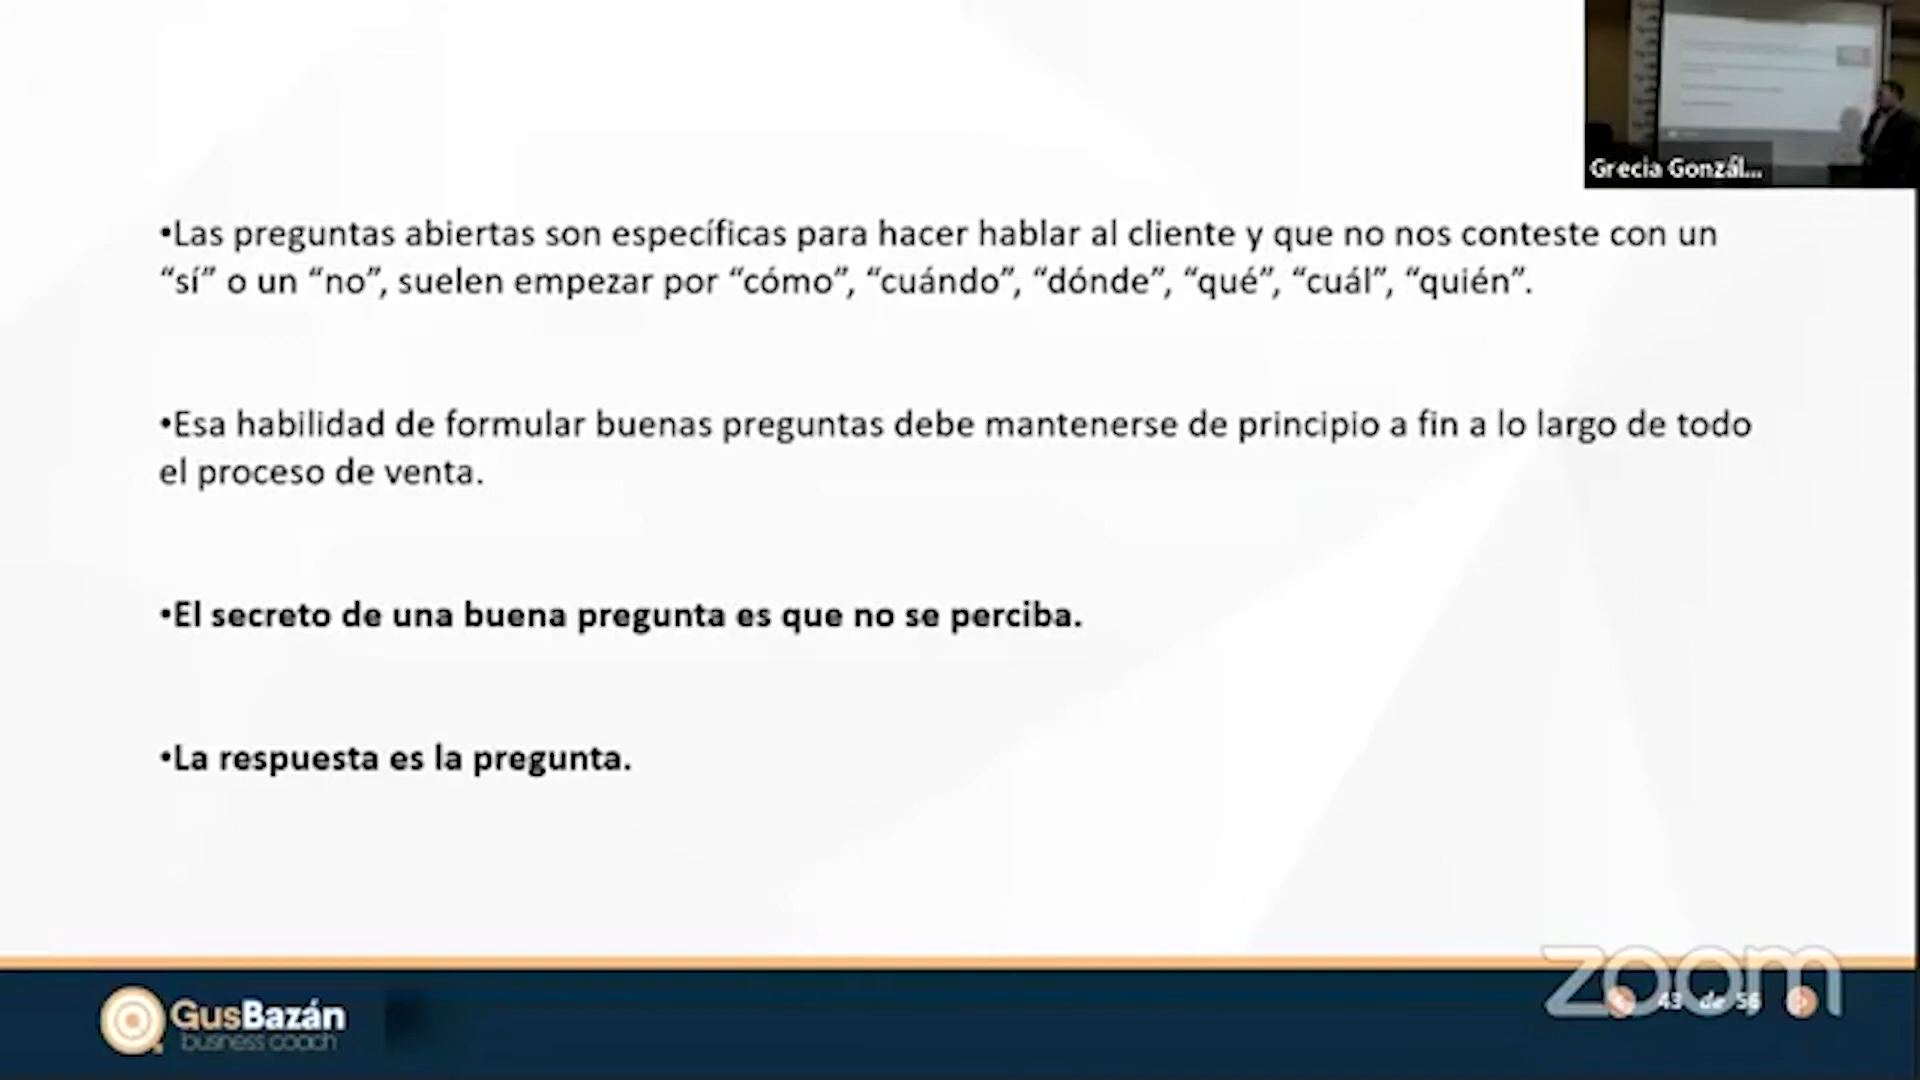 Grecia Gonzál...
•Las preguntas abiertas son específicas para hacer hablar al cliente y que no nos conteste con un
“sí” o un “no”, suelen empezar por “cómo”, “cuándo”, “dónde”, “qué”, “cuál”, “quién”.
•Esa habilidad de formular buenas preguntas debe mantenerse de principio a fin a lo largo de todo
el proceso de venta.
•El secreto de una buena pregunta es que no se perciba.
•La respuesta es la pregunta.
GusBazán
business coach
zoom
43 de 56